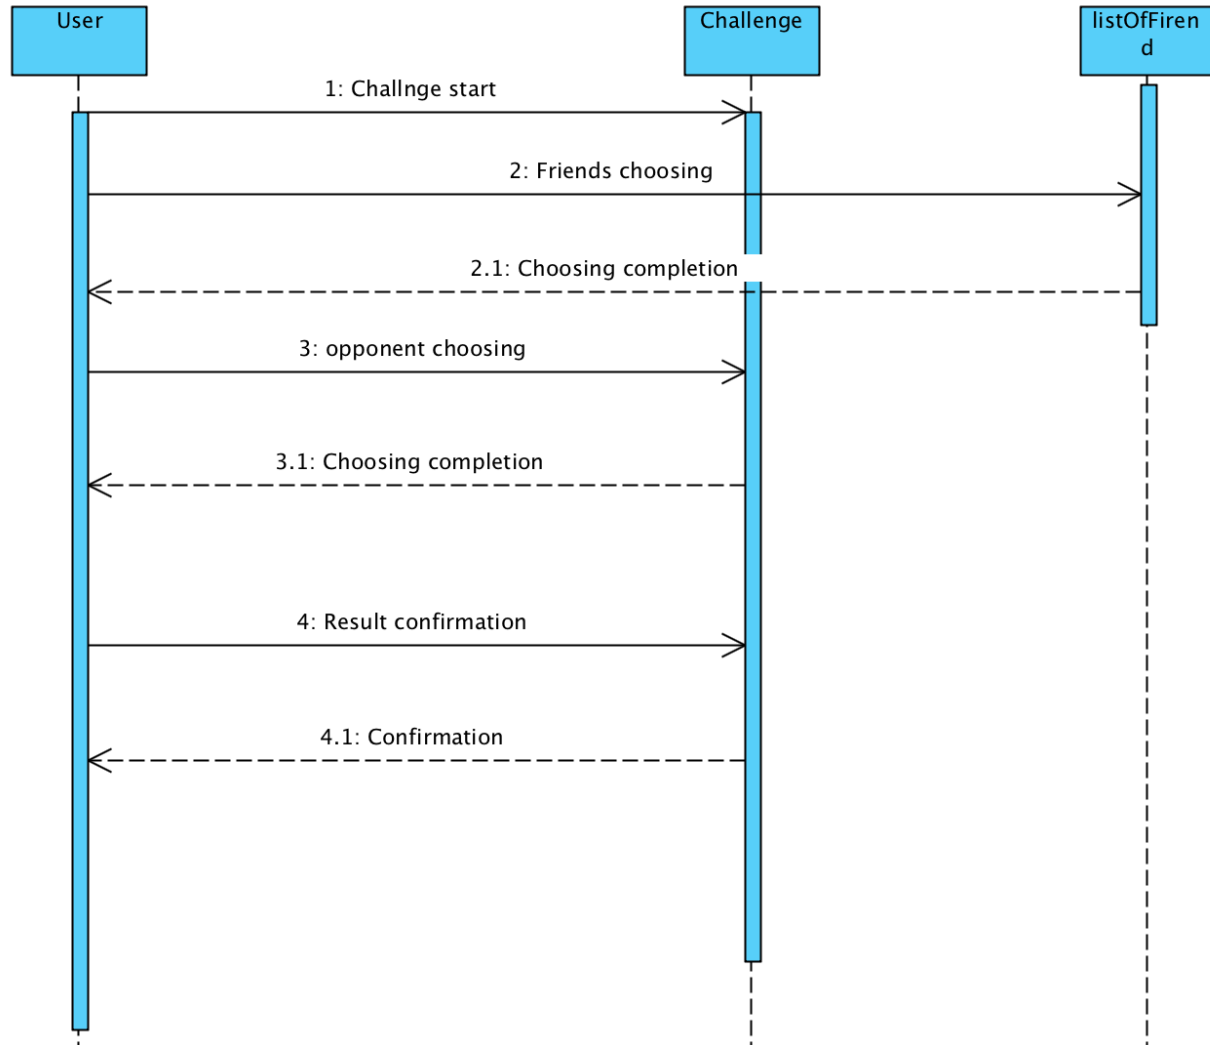 User
Challenge
listOfFiren
d
1: Challnge start
2: Friends choosing
2.1: Choosing completion
3: opponent choosing
3.1: Choosing completion
4: Result confirmation
4.1: Confirmation